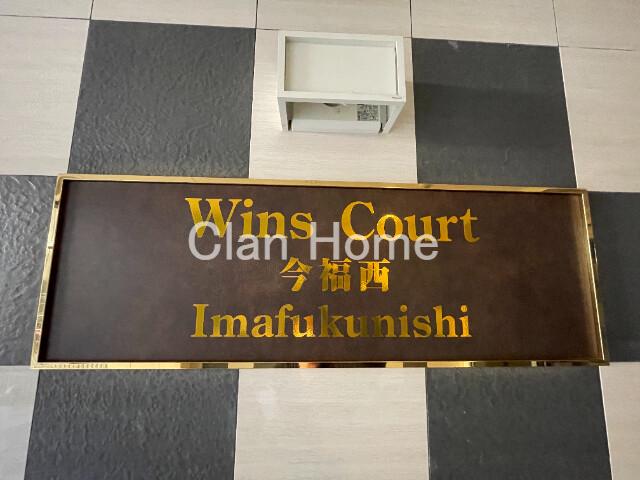 Wins Court
Clan Home
今福西
Imafukunishi